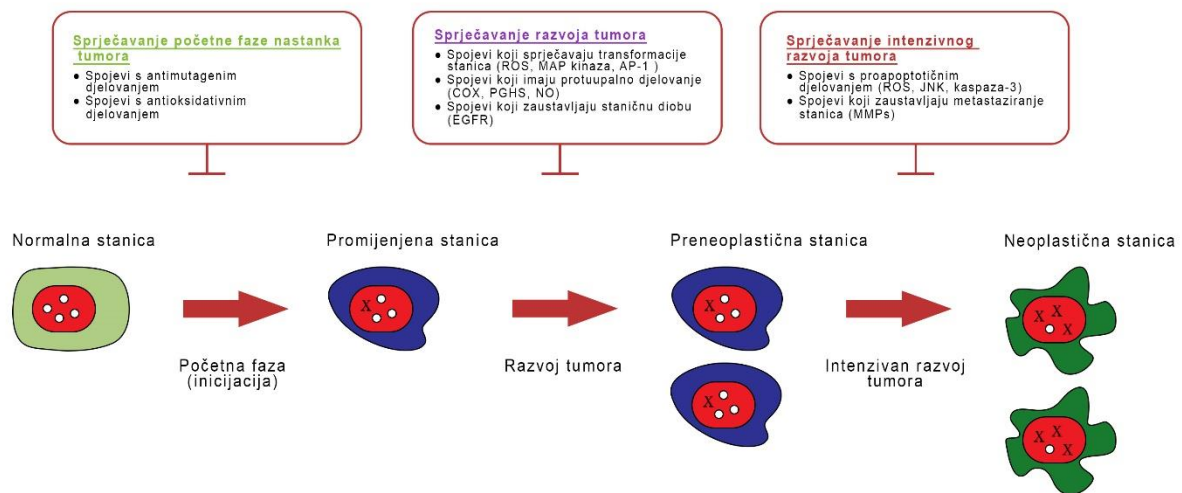 Sprječavanje početne faze nastanka
tumora
● Spojevi s antimutagenim
djelovanjem
● Spojevi s antioksidativnim
djelovanjem
Sprječavanje razvoja tumora
● Spojevi koji sprječavaju transformacije
stanica (ROS, MAP kinaza, AP-1 )
● Spojevi koji imaju protuupalno djelovanje
(COX, PGHS, NO)
● Spojevi koji zaustavljaju staničnu diobu
(EGFR)
Sprječavanje intenzivnog
razvoja tumora
● Spojevi s proapoptotičnim
djelovanjem (ROS, JNK, kaspaza-3)
● Spojevi koji zaustavljaju metastaziranje
stanica (MMPs)
Normalna stanica
Promijenjena stanica
Preneoplastična stanica
Neoplastična stanica
X
X
X
X X
X
Početna faza
(inicijacija)
Razvoj tumora
Intenzivan razvoj
tumora
X
X
X
X